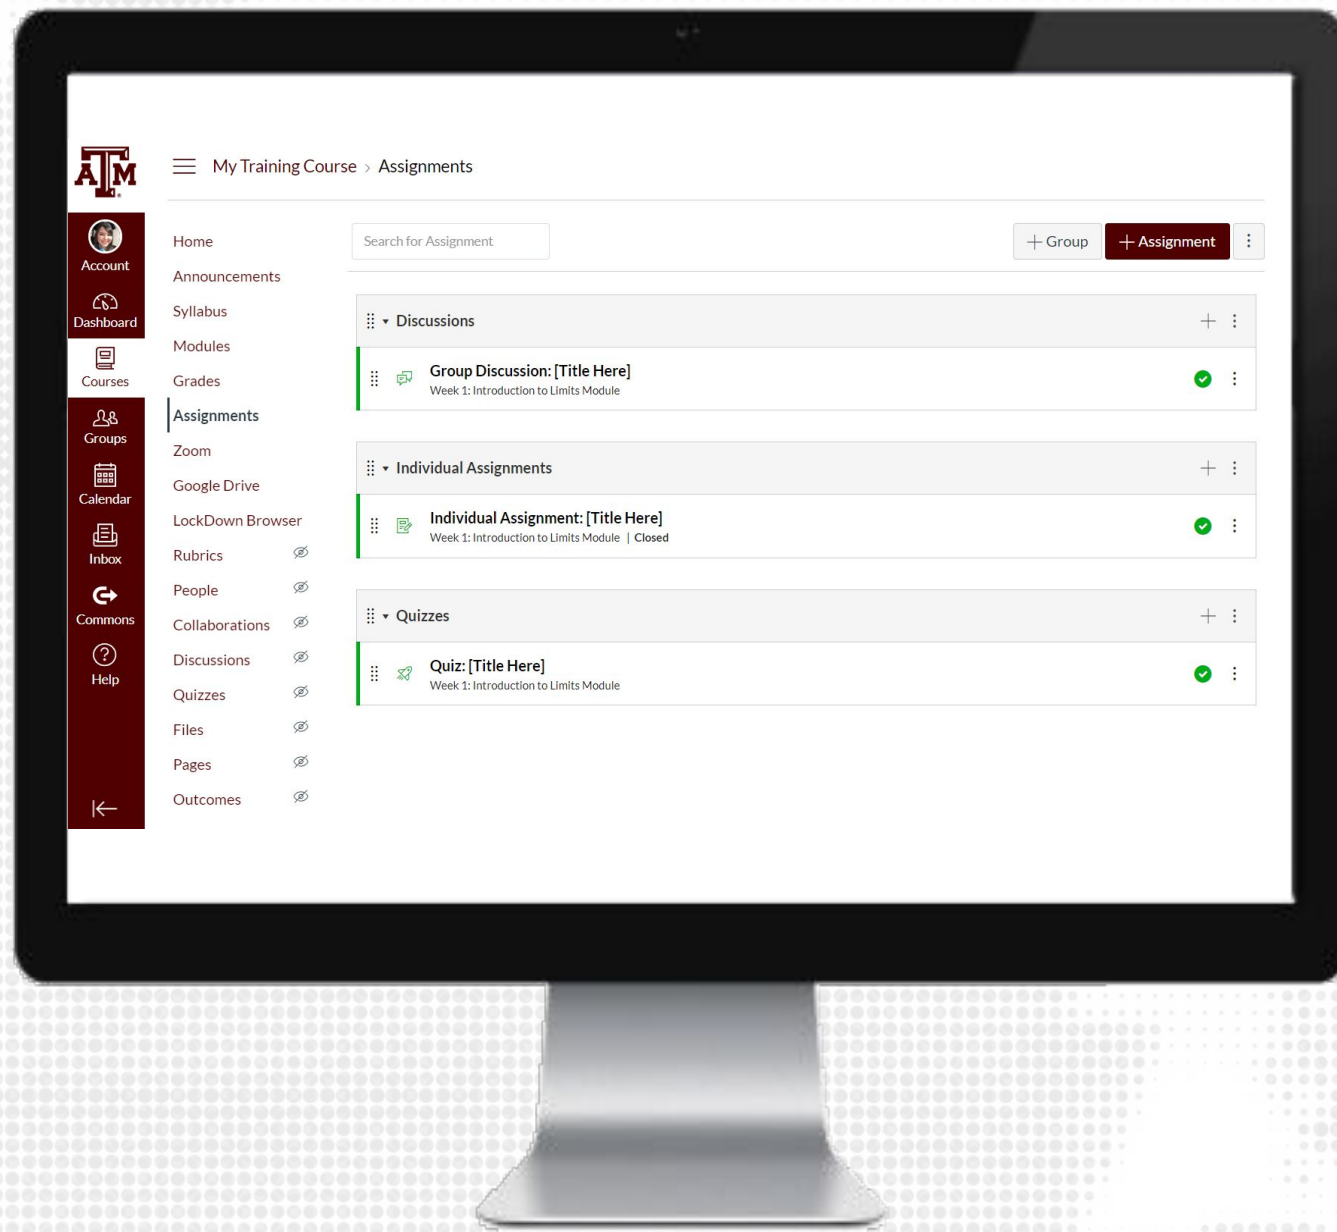 ĀTM
My Training Course > Assignments
Account
Dashboard
Courses
Groups
Calendar
Inbox
Commons
Help
Home
Announcements
Syllabus
Modules
Grades
Assignments
Zoom
Google Drive
LockDown Browser
Rubrics
People
Collaborations
Discussions
Quizzes
Files
Pages
Outcomes
Search for Assignment
+ Group
+ Assignment
Discussions
Group Discussion: [Title Here]
Week 1: Introduction to Limits Module
Individual Assignments
Individual Assignment: [Title Here]
Week 1: Introduction to Limits Module | Closed
Quizzes
Quiz: [Title Here]
Week 1: Introduction to Limits Module